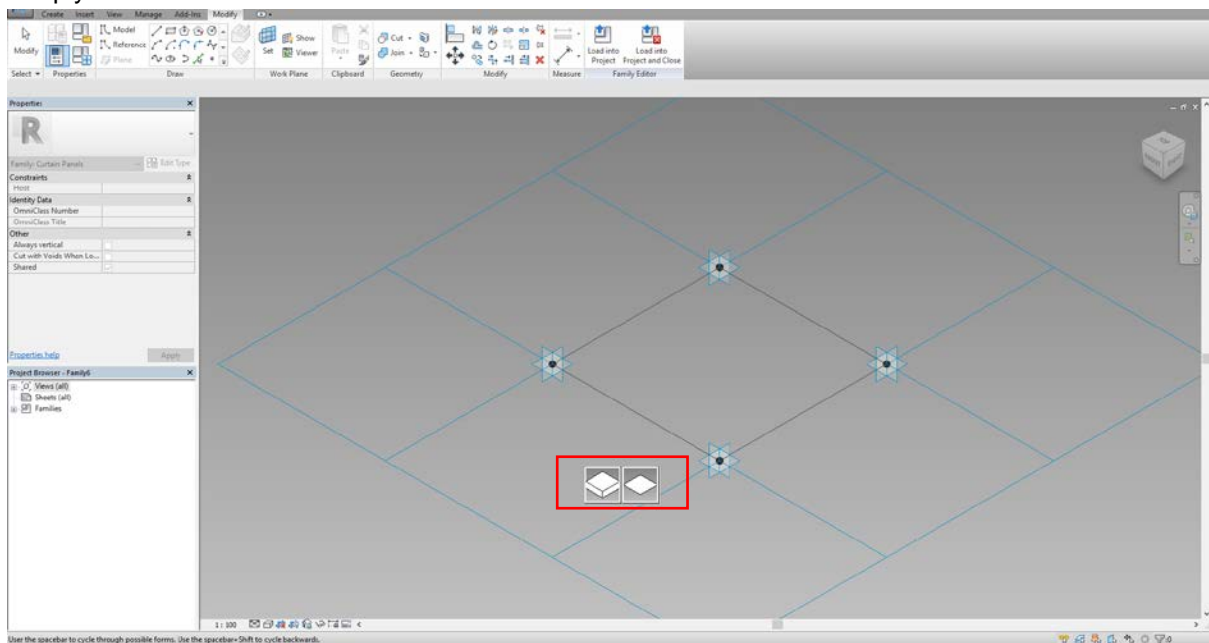 Create Insert View Manage Add-Ins Modify
Modify
Model
Reference
Plane
Set
Show
Viewer
Paste
Cut
Join
Load into
Project
Load into
Project and Close
Select Properties Draw Work Plane Clipboard Geometry Modify Measure Family Editor
Properties
R
Family: Curtain Panels
Edit Type
Constraints
Host
Identity Data
OmniClass Number
OmniClass Title
Other
Always vertical
Cut with Voids When Lo...
Shared
Properties help
Apply
Project Browser - Family6
Views (all)
Sheets (all)
Families
1 : 100
User the spacebar to cycle through possible forms. Use the spacebar+Shift to cycle backwards.
:0